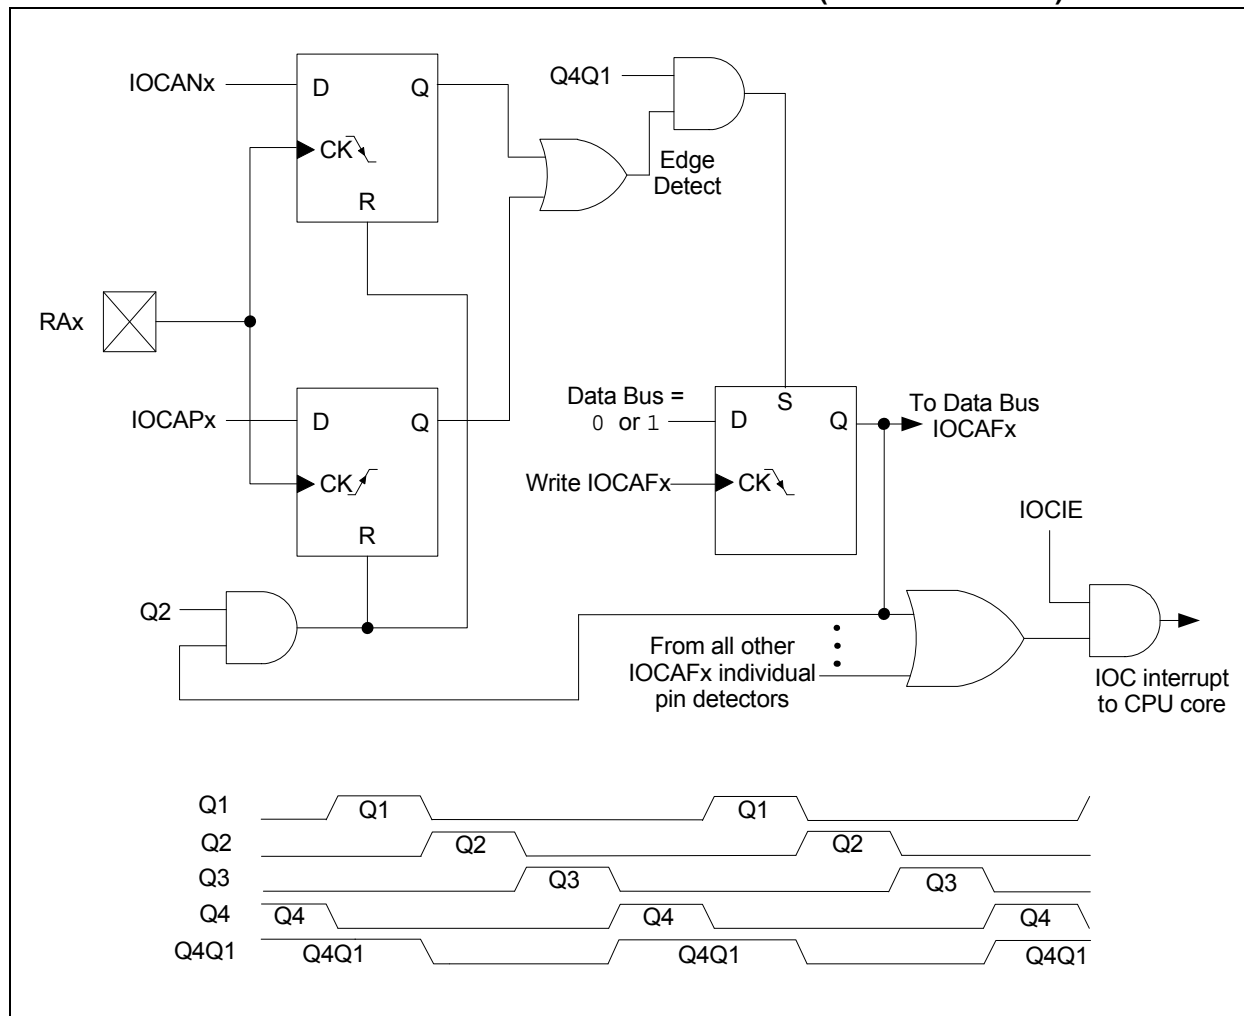 IOCANx
D
Q
CK
R
Q4Q1
Edge
Detect
RAx
IOCAPx
D
Q
CK
R
Data Bus =
0 or 1
D
S
Q
Write IOCAFx
CK
To Data Bus
IOCAFx
IOCIE
Q2
From all other
IOCAFx individual
pin detectors
IOC interrupt
to CPU core
Q1
Q1
Q1
Q2
Q2
Q2
Q3
Q3
Q3
Q4
Q4
Q4
Q4
Q4Q1
Q4Q1
Q4Q1
Q4Q1